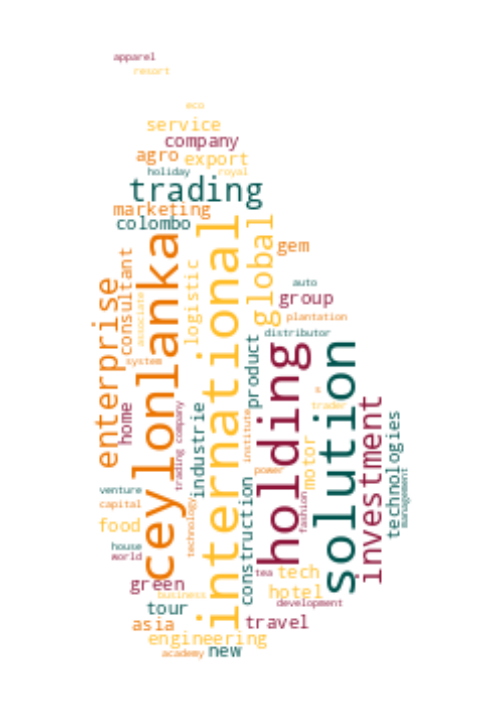 apparel
resort
eco
service
company
agro export
holiday royal
trading
marketing
colombo
gem
ceylon
lanka
international
global
consultant
associate
logistic
enterprise
auto
group
plantation
distributor
system
product
holding
solution
home
trading company
industrie
institute
a
trader
motor
investment
technologies
management
power
venture
capital
food
technology
construction
fashion
house
world
tea tech
green
business
hotel
development
tour
asia
travel
engineering
academy new